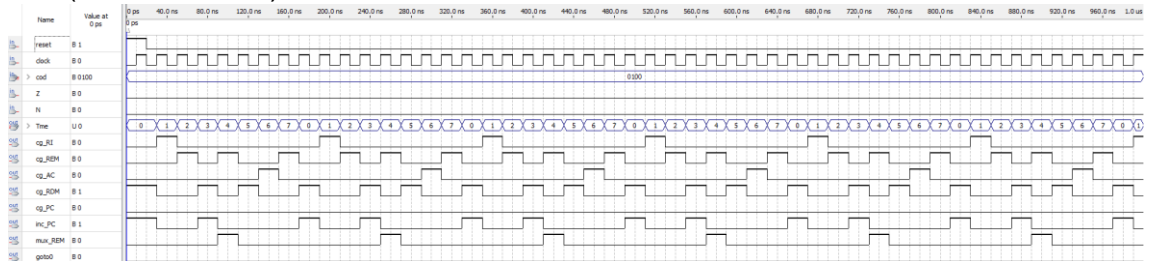 Name Value at 0 ps 0 ps 40.0 ns 80.0 ns 120.0 ns 160.0 ns 200.0 ns 240.0 ns 280.0 ns 320.0 ns 360.0 ns 400.0 ns 440.0 ns 480.0 ns 520.0 ns 560.0 ns 600.0 ns 640.0 ns 680.0 ns 720.0 ns 760.0 ns 800.0 ns 840.0 ns 880.0 ns 920.0 ns 960.0 ns 1.0 us
0 ps
reset B 1
clock B 0
cod B 0100 0100
Z B 0
N B 0
Tme U 0 0 1 2 3 4 5 6 7 0 1 2 3 4 5 6 7 0 1 2 3 4 5 6 7 0 1 2 3 4 5 6 7 0 1 2 3 4 5 6 7 0 1 2 3 4 5 6 7 0 1
cg_RI B 0
cg_REM B 0
cg_AC B 0
cg_RDM B 1
cg_PC B 0
inc_PC B 1
mux_REM B 0
goto0 B 0